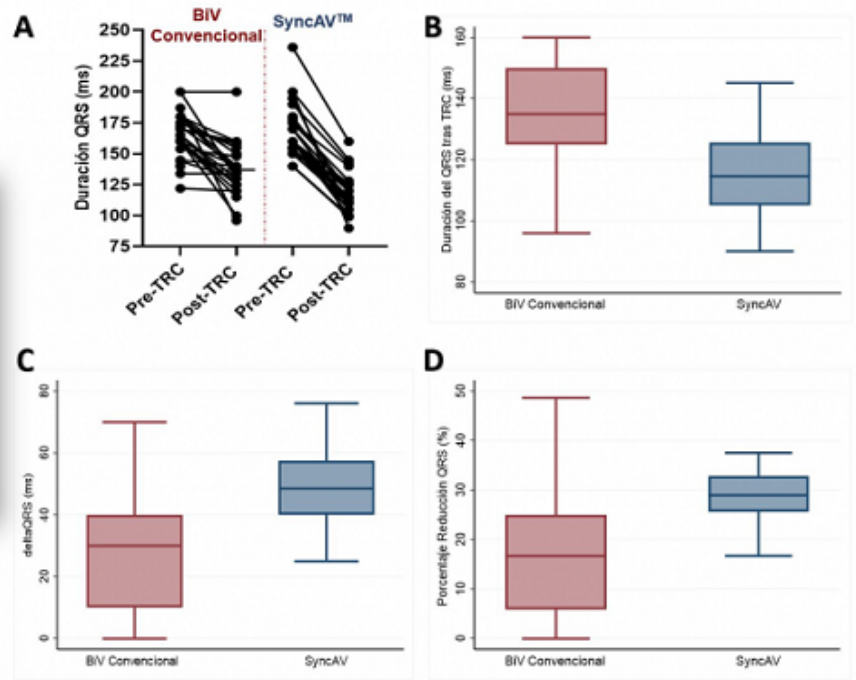 A
BiV
Convencional
SyncAV™
Duración QRS (ms)
250
225
200
175
150
125
100
75
Pre-TRC
Post-TRC
Pre-TRC
Post-TRC
B
Duración del QRS tras TRC (ms)
160
140
120
100
80
BiV Convencional
SyncAV
C
deltaQRS (ms)
80
60
40
20
0
BiV Convencional
SyncAV
D
Porcentaje Reducción QRS (%)
50
40
30
20
10
0
BiV Convencional
SyncAV